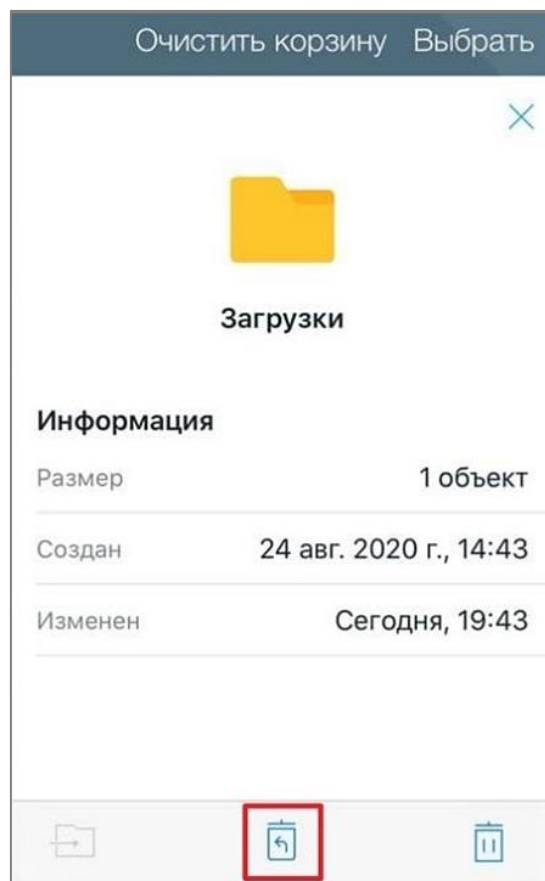 Очистить корзину Выбрать
Загрузки
Информация
Размер 1 объект
Создан 24 авг. 2020 г., 14:43
Изменен Сегодня, 19:43